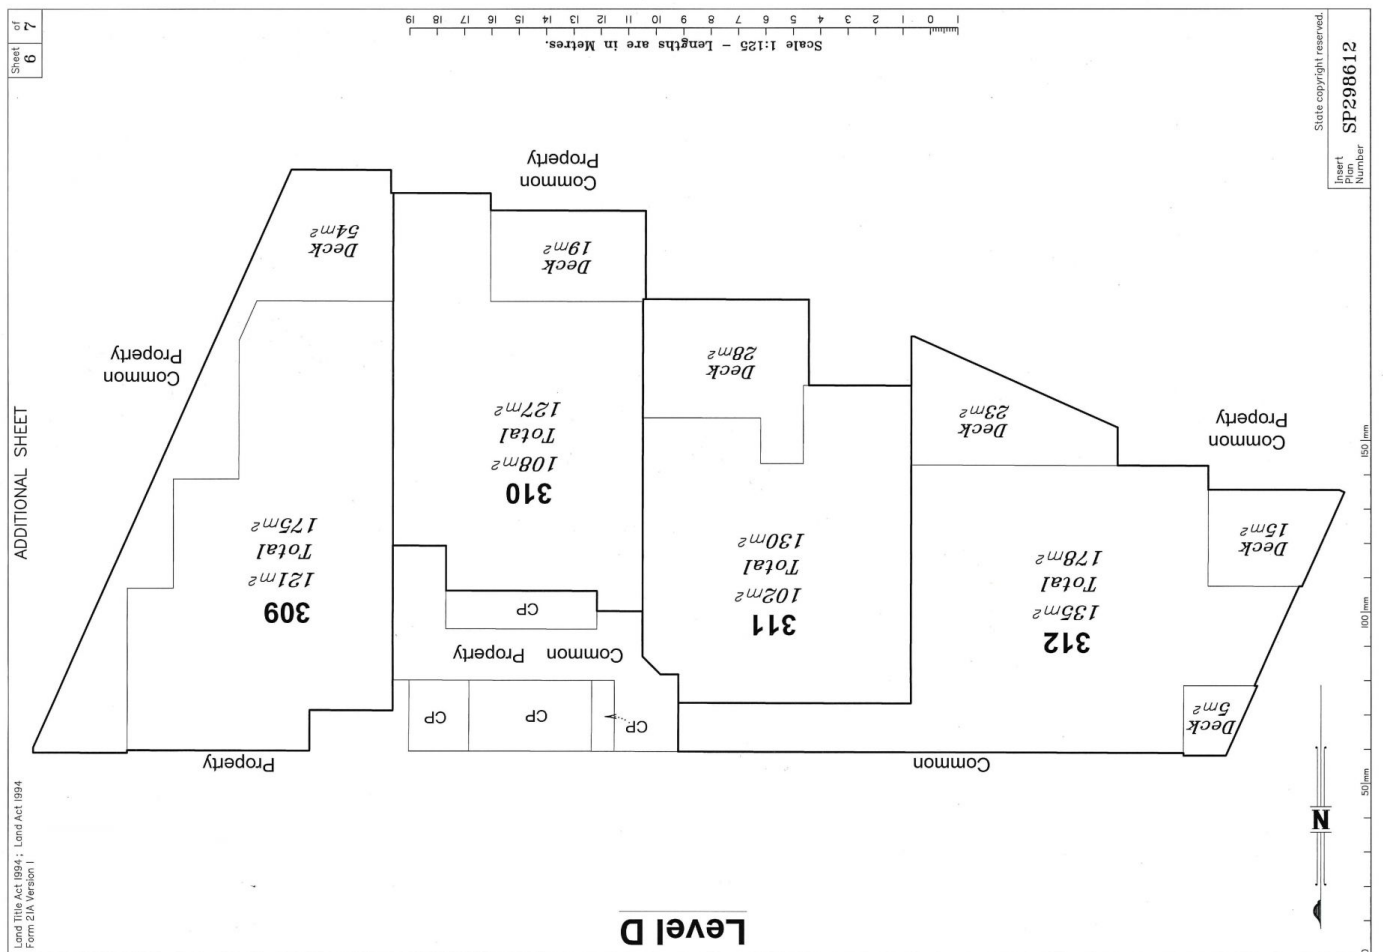 Land Title Act 1994 ; Land Act 1994
Form 21A Version 1
ADDITIONAL SHEET
Sheet of
6 7
Level D
N
Common
Property
Deck
5m²
312
135m²
Total
178m²
Deck
15m²
Deck
23m²
Common
Property
311
102m²
Total
130m²
Deck
28m²
CP
CP
CP
Common Property
CP
310
108m²
Total
127m²
Deck
19m²
Common
Property
309
121m²
Total
175m²
Deck
54m²
Common
Property
Scale 1:125 – Lengths are in Metres.
1 0 1 2 3 4 5 6 7 8 9 10 11 12 13 14 15 16 17 18 19
0 50 mm 100 mm 150 mm
State copyright reserved.
Insert
Plan
Number
SP298612